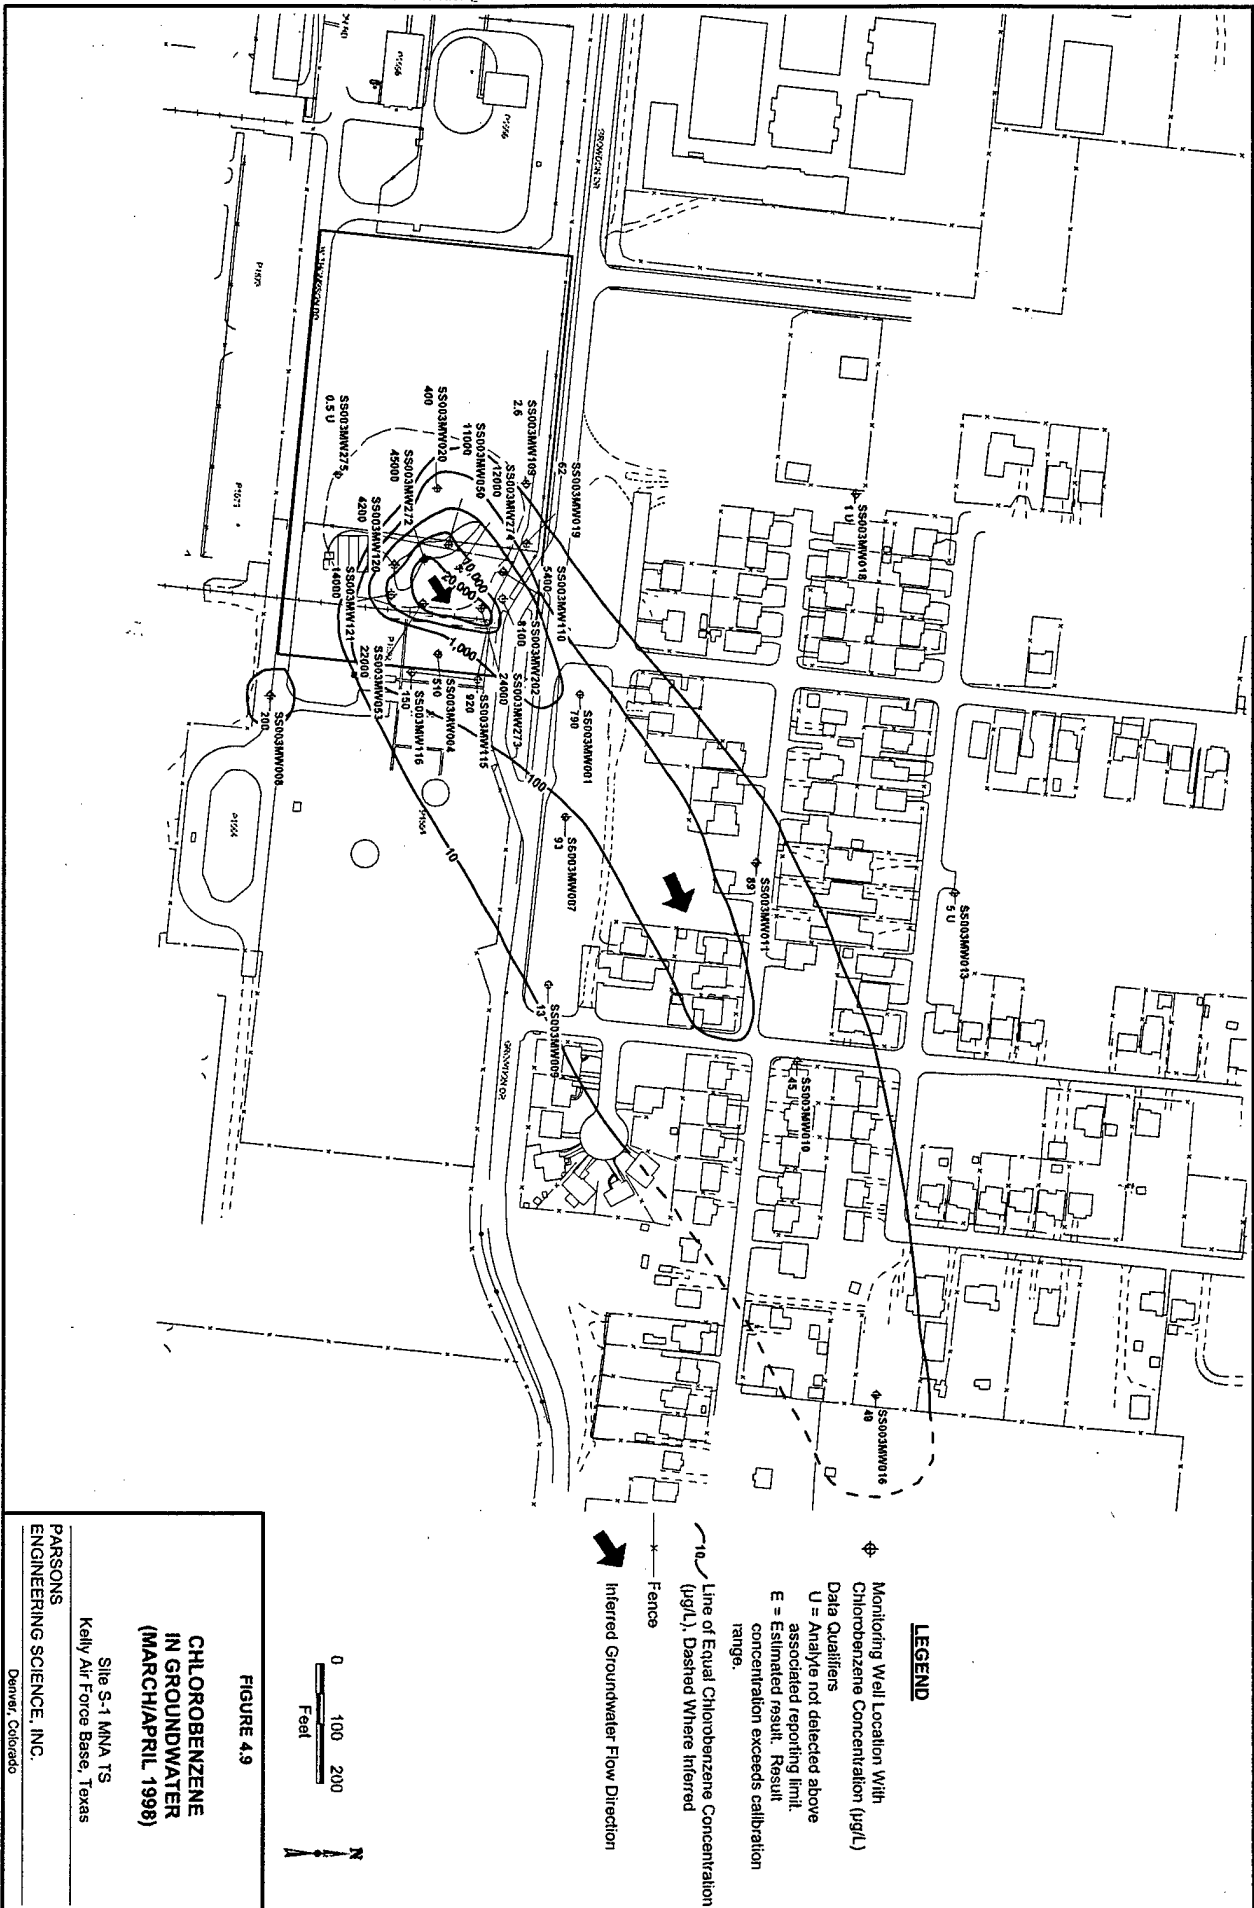 BROWSON DR
SS003MW109
2.6
SS003MW019
62
SS003MW020
400
SS003MW050
11000
SS003MW274
12000
SS003MW275
0.5 U
SS003MW272
45000
SS003MW120
4200
SS003MW121
14000
SS003MW053
22000
SS003MW110
5400
SS003MW202
8100
SS003MW273
24000
SS003MW115
920
SS003MW004
510
SS003MW116
150
SS003MW008
200
SS003MW001
790
SS003MW007
93
SS003MW009
13
SS003MW011
89
SS003MW018
1 U
SS003MW013
5 U
SS003MW010
45
SS003MW016
49
10,000
20,000
1,000
100
10
LEGEND
Monitoring Well Location With
Chlorobenzene Concentration (µg/L)
Data Qualifiers
U = Analyte not detected above
associated reporting limit.
E = Estimated result. Result
concentration exceeds calibration
range.
10
Line of Equal Chlorobenzene Concentration
(µg/L), Dashed Where Inferred
Fence
Inferred Groundwater Flow Direction
0 100 200
Feet
N
FIGURE 4.9
CHLOROBENZENE
IN GROUNDWATER
(MARCH/APRIL 1998)
Site S-1 MNA TS
Kelly Air Force Base, Texas
PARSONS
ENGINEERING SCIENCE, INC.
Denver, Colorado